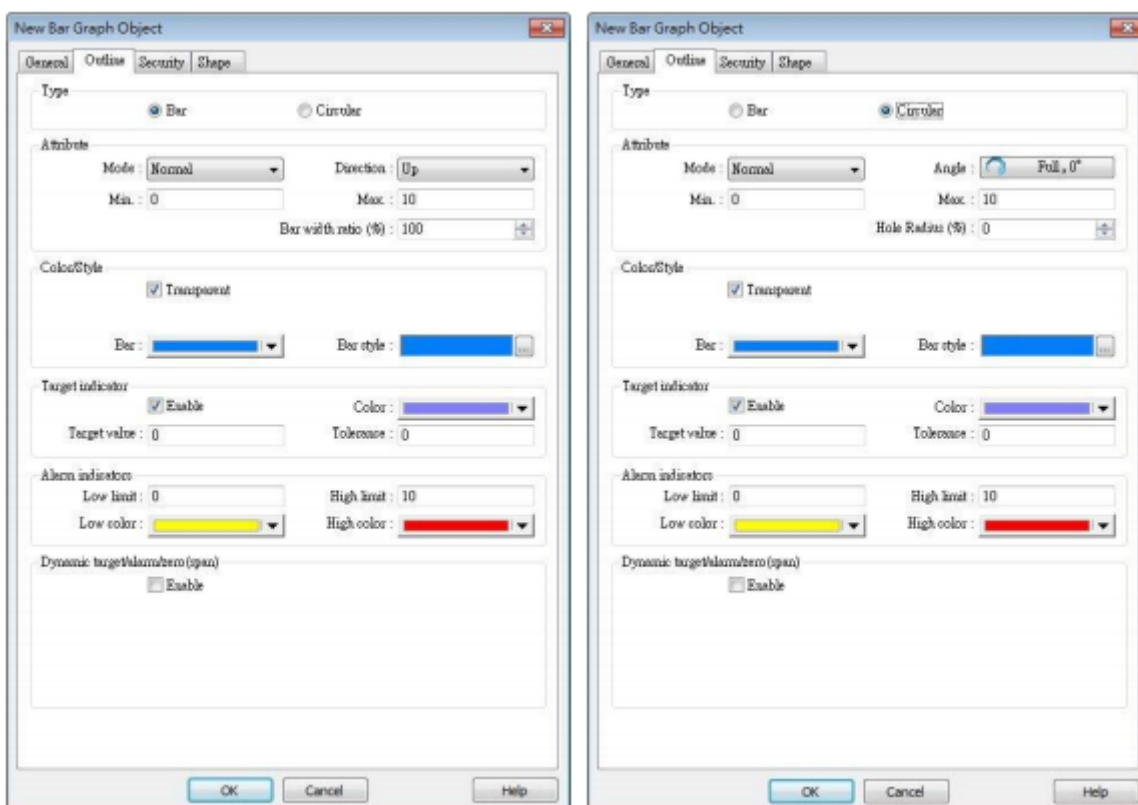 New Bar Graph Object
General Outline Security Shape
Type
Bar Circular
Attribute
Mode : Normal Direction : Up
Min. : 0 Max. : 10
Bar width ratio (%) : 100
Color/Style
Transparent
Bar : Bar style : ...
Target indicator
Enable Color :
Target value : 0 Tolerance : 0
Alarm indicators
Low limit : 0 High limit : 10
Low color : High color :
Dynamic target/alarm/zero(span)
Enable
OK Cancel Help
New Bar Graph Object
General Outline Security Shape
Type
Bar Circular
Attribute
Mode : Normal Angle : Full , 0°
Min. : 0 Max. : 10
Hole Radius (%) : 0
Color/Style
Transparent
Bar : Bar style : ...
Target indicator
Enable Color :
Target value : 0 Tolerance : 0
Alarm indicators
Low limit : 0 High limit : 10
Low color : High color :
Dynamic target/alarm/zero(span)
Enable
OK Cancel Help